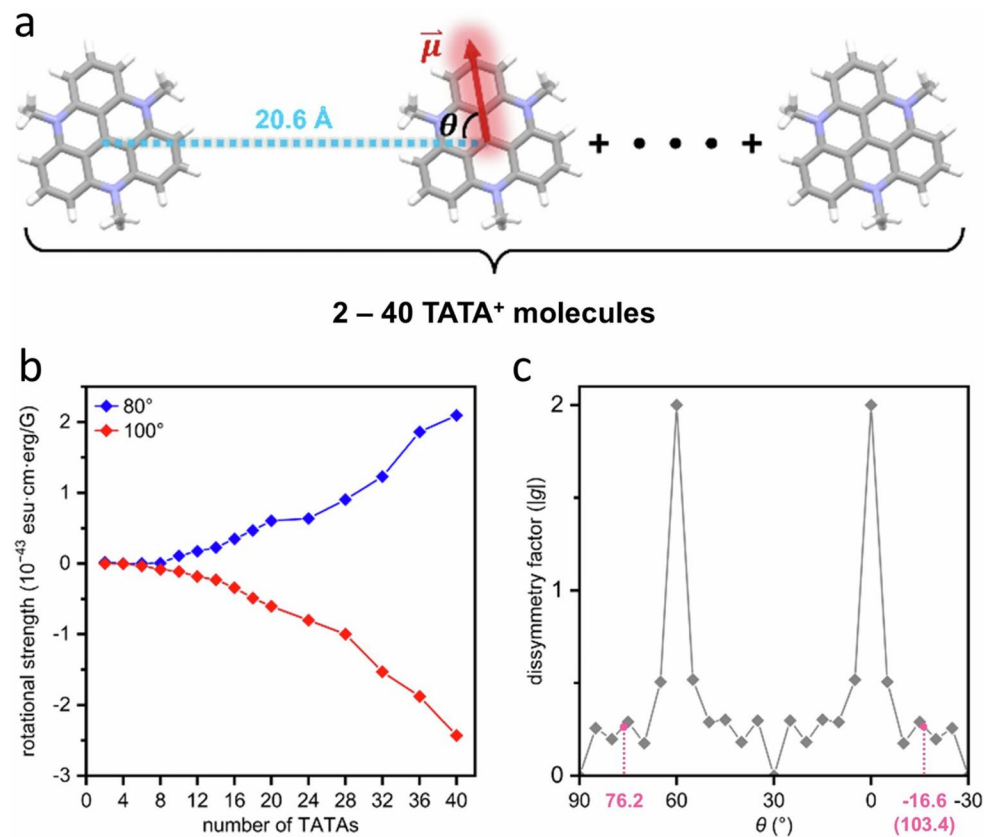 a
μ
θ
20.6 Å
+ • • • +
2 – 40 TATA⁺ molecules
b
80°
100°
rotational strength (10⁻⁴³ esu·cm·erg/G)
2
1
0
-1
-2
-3
0 4 8 12 16 20 24 28 32 36 40
number of TATAs
c
dissymmetry factor (|g|)
2
1
0
90 76.2 60 30 0 -16.6 -30
(103.4)
θ (°)